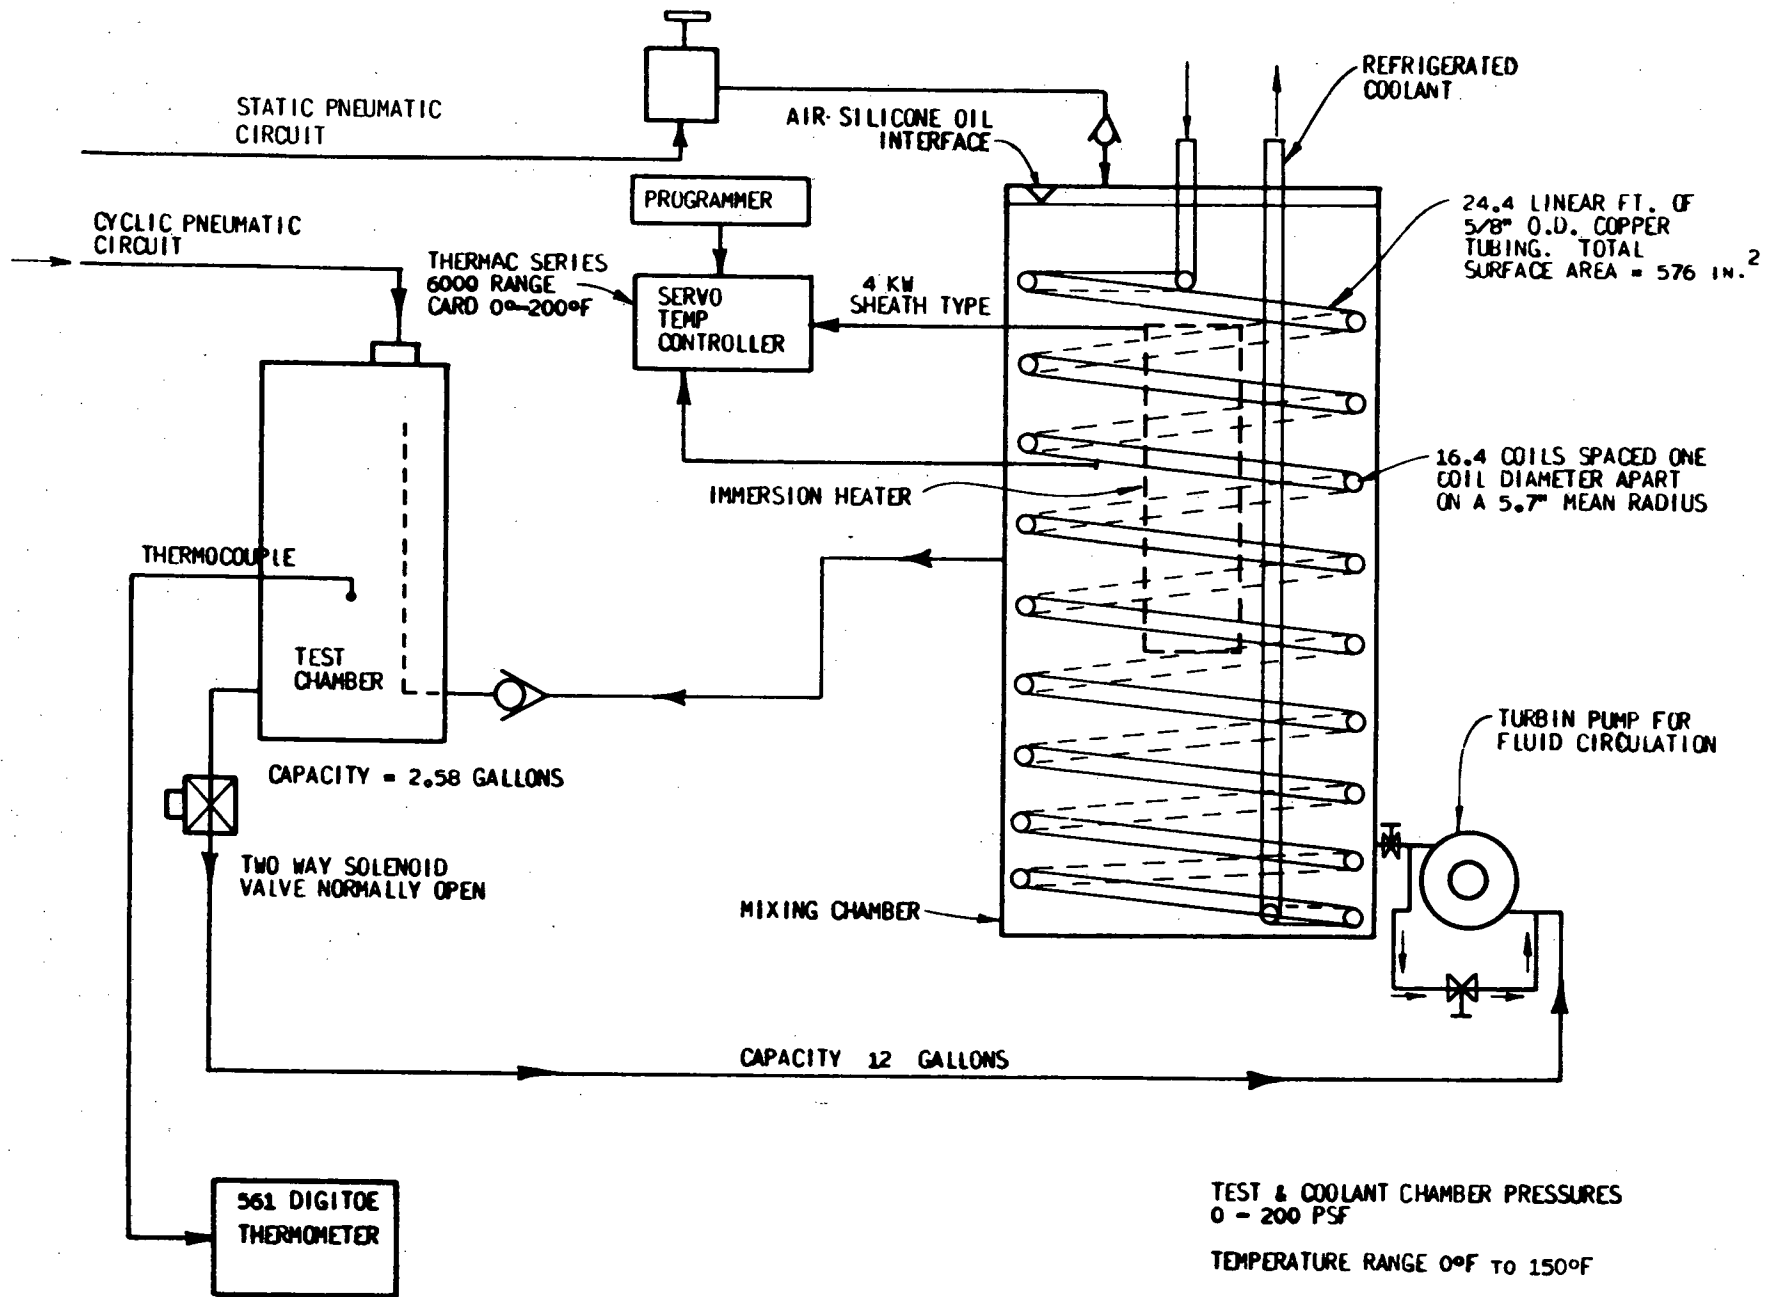 STATIC PNEUMATIC
CIRCUIT
AIR-SILICONE OIL
INTERFACE
REFRIGERATED
COOLANT
PROGRAMMER
CYCLIC PNEUMATIC
CIRCUIT
THERMAC SERIES
6000 RANGE
CARD 0°-200°F
SERVO
TEMP
CONTROLLER
4 KW
SHEATH TYPE
24.4 LINEAR FT. OF
5/8" O.D. COPPER
TUBING. TOTAL
SURFACE AREA = 576 IN.2
IMMERSION HEATER
16.4 COILS SPACED ONE
COIL DIAMETER APART
ON A 5.7" MEAN RADIUS
THERMOCOUPLE
TEST
CHAMBER
CAPACITY = 2.58 GALLONS
TURBIN PUMP FOR
FLUID CIRCULATION
TWO WAY SOLENOID
VALVE NORMALLY OPEN
MIXING CHAMBER
CAPACITY 12 GALLONS
561 DIGITOE
THERMOMETER
TEST & COOLANT CHAMBER PRESSURES
0 - 200 PSF
TEMPERATURE RANGE 0°F TO 150°F